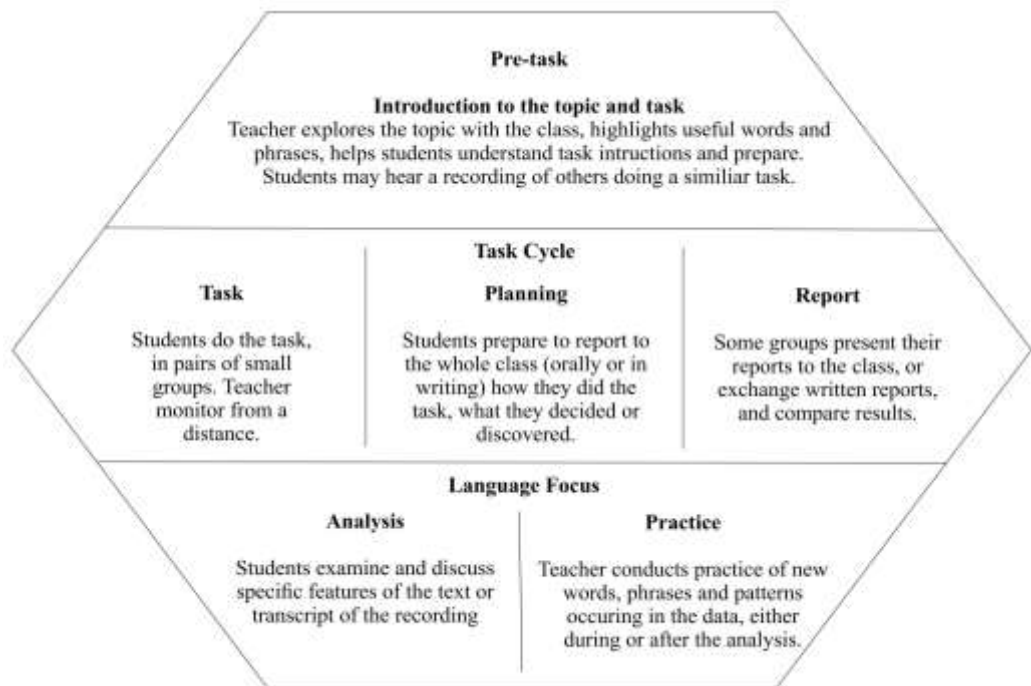 Pre-task
Introduction to the topic and task
Teacher explores the topic with the class, highlights useful words and
phrases, helps students understand task intructions and prepare.
Students may hear a recording of others doing a similiar task.
Task Cycle
Task
Students do the task,
in pairs of small
groups. Teacher
monitor from a
distance.
Planning
Students prepare to report to
the whole class (orally or in
writing) how they did the
task, what they decided or
discovered.
Report
Some groups present their
reports to the class, or
exchange written reports,
and compare results.
Language Focus
Analysis
Students examine and discuss
specific features of the text or
transcript of the recording
Practice
Teacher conducts practice of new
words, phrases and patterns
occuring in the data, either
during or after the analysis.